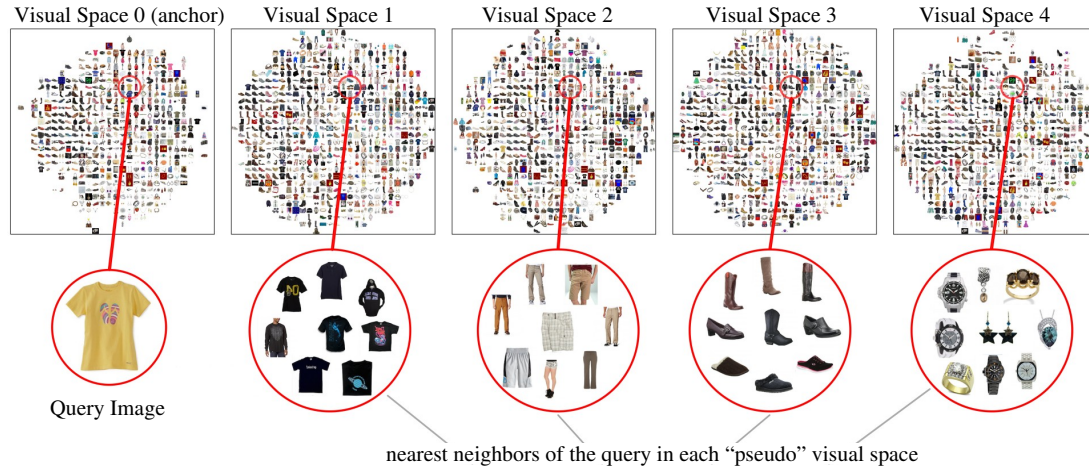 Visual Space 0 (anchor)
Visual Space 1
Visual Space 2
Visual Space 3
Visual Space 4
Query Image
nearest neighbors of the query in each “pseudo” visual space